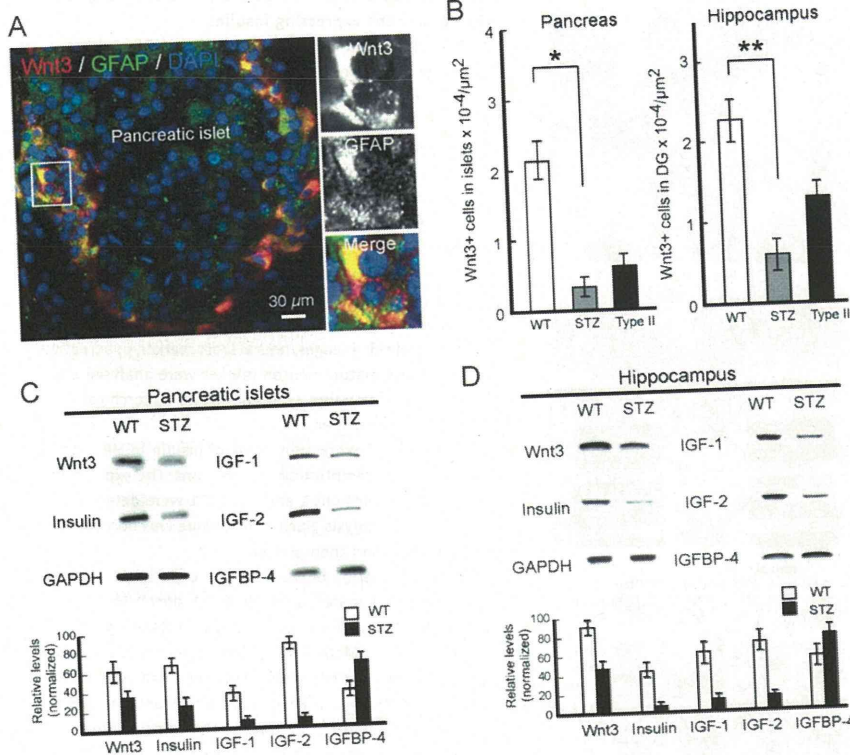 A
Wnt3 / GFAP / DAPI
Pancreatic islet
30 µm
Wnt3
GFAP
Merge
B
Pancreas
Wnt3+ cells in islets x 10-4/µm2
4
3
2
1
0
*
WT STZ Type II
Hippocampus
Wnt3+ cells in DG x 10-4/µm2
2
0
**
WT STZ Type II
C
Pancreatic islets
WT STZ WT STZ
Wnt3 IGF-1
Insulin IGF-2
GAPDH IGFBP-4
WT
STZ
Relative levels
(normalized)
100
80
60
40
20
0
Wnt3 Insulin IGF-1 IGF-2 IGFBP-4
D
Hippocampus
WT STZ WT STZ
Wnt3 IGF-1
Insulin IGF-2
GAPDH IGFBP-4
WT
STZ
Relative levels
(normalized)
100
80
60
40
20
0
Wnt3 Insulin IGF-1 IGF-2 IGFBP-4